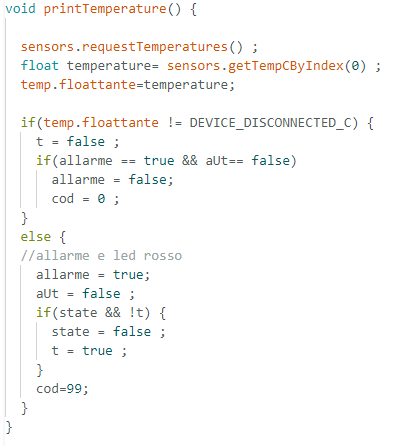 void printTemperature() {
sensors.requestTemperatures() ;
float temperature= sensors.getTempCByIndex(0) ;
temp.floattante=temperature;
if(temp.floattante != DEVICE_DISCONNECTED_C) {
t = false ;
if(allarme == true && aUt== false)
allarme = false;
cod = 0 ;
}
else {
//allarme e led rosso
allarme = true;
aUt = false ;
if(state && !t) {
state = false ;
t = true ;
}
cod=99;
}
}